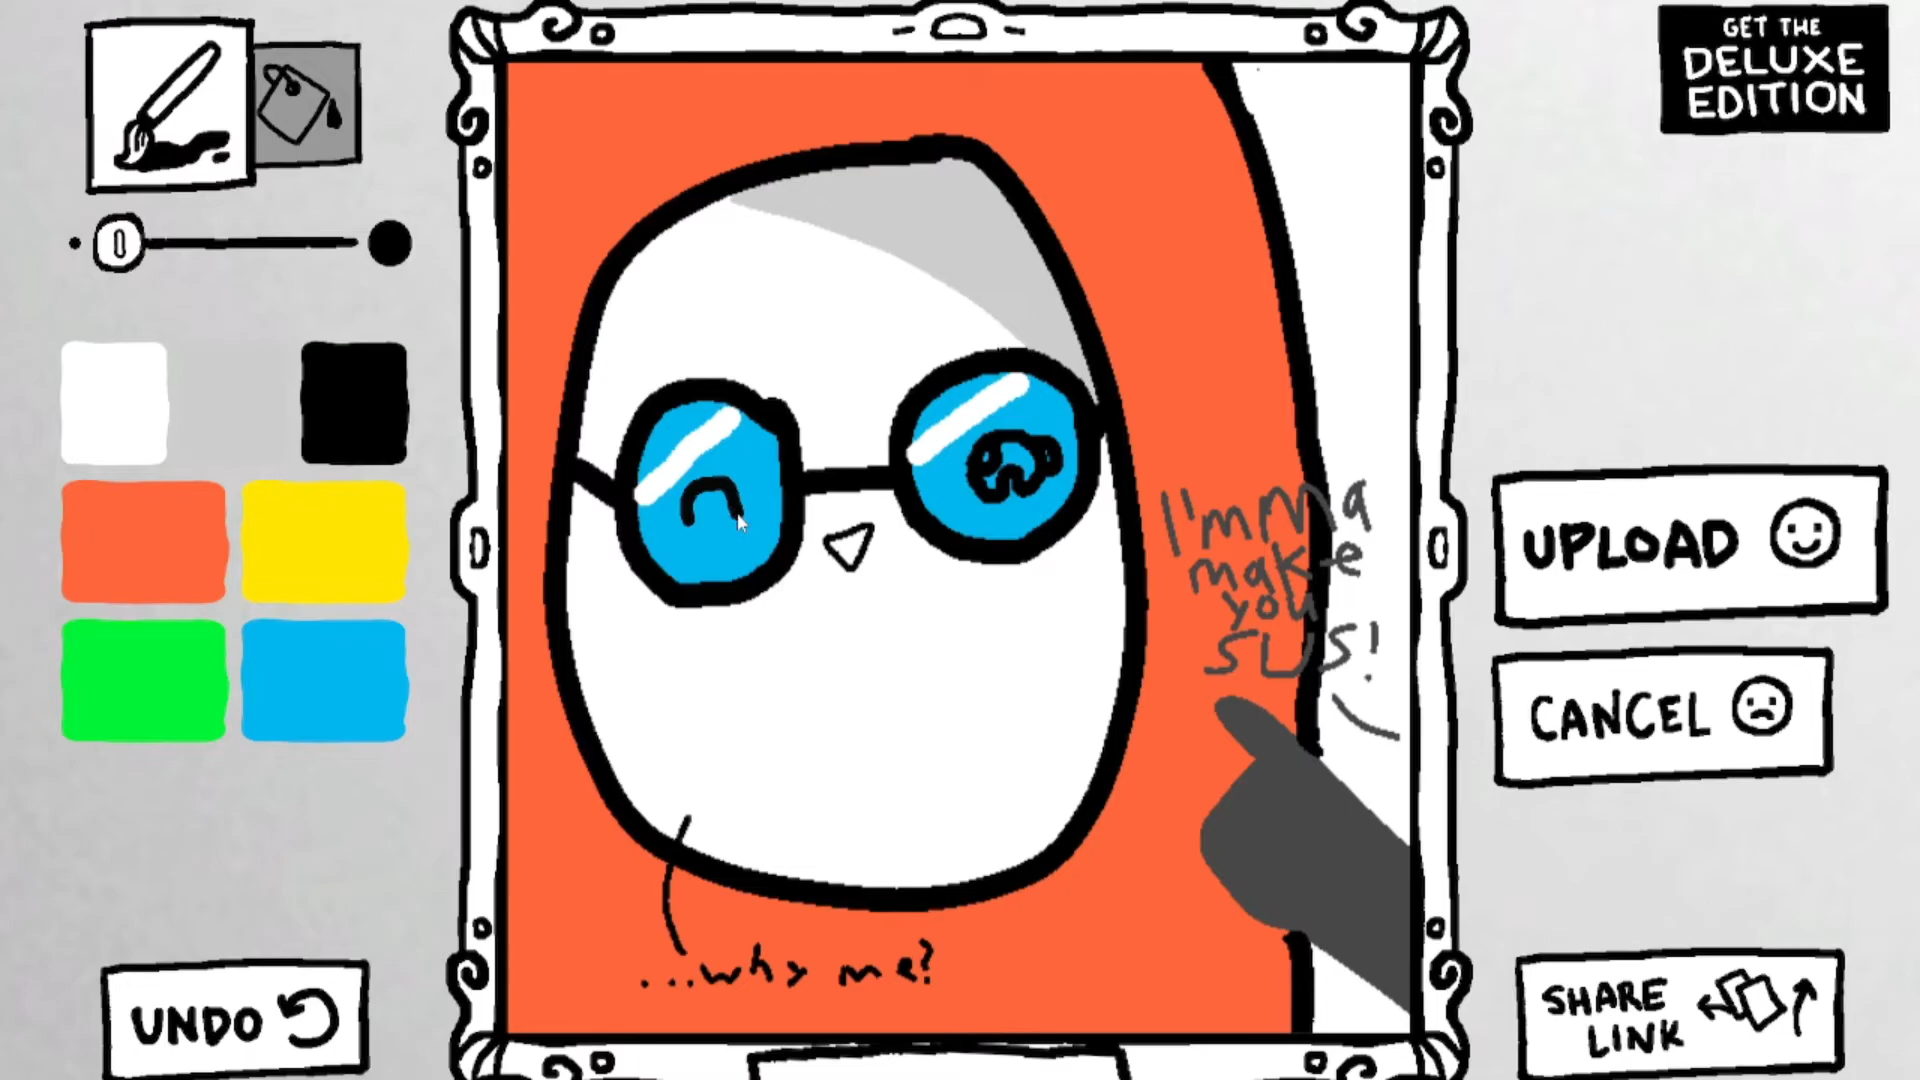 GET THE
DELUXE
EDITION
I'mma
make
you
SUS!
UPLOAD
CANCEL
...why me?
UNDO
SHARE
LINK